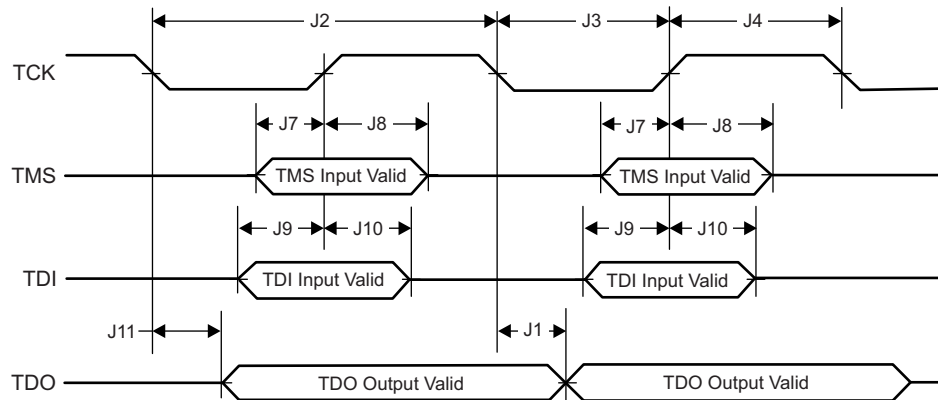 J2
J3
J4
TCK
J7
J8
J7
J8
TMS
TMS Input Valid
TMS Input Valid
J9
J10
J9
J10
TDI
TDI Input Valid
TDI Input Valid
J11
J1
TDO
TDO Output Valid
TDO Output Valid